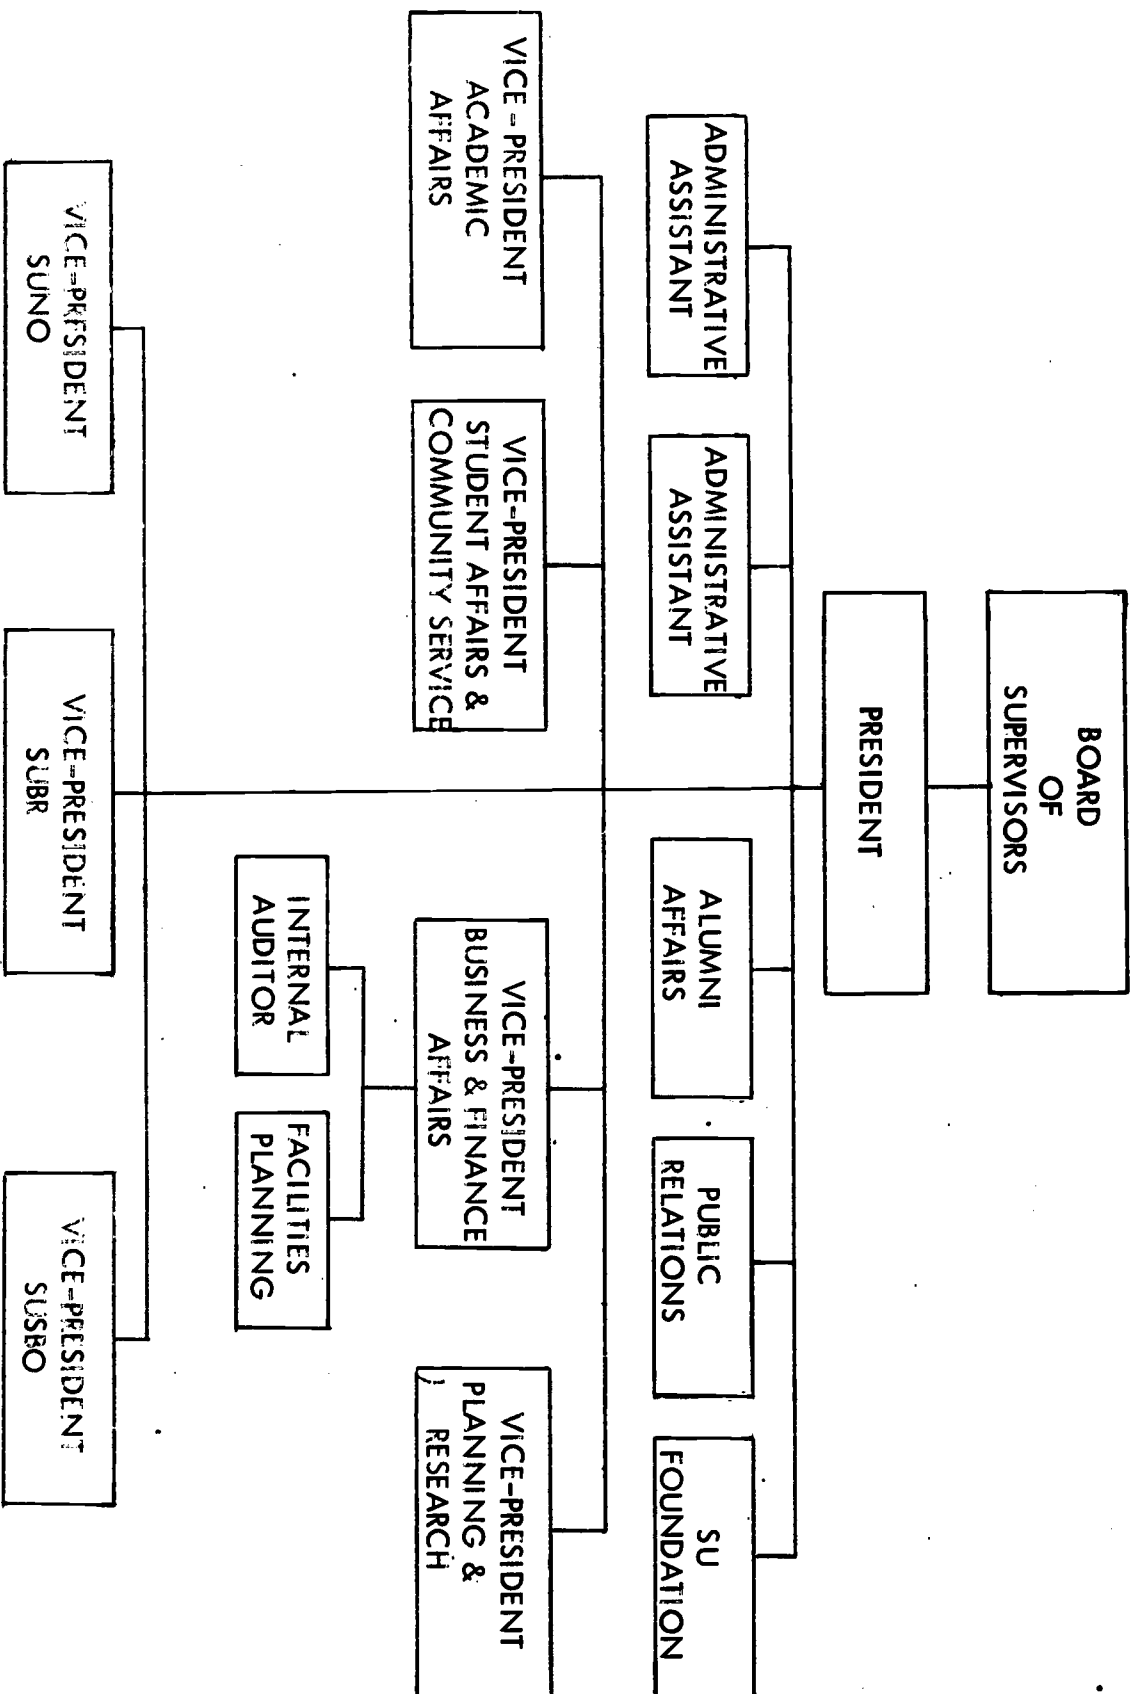 BOARD
OF
SUPERVISORS
PRESIDENT
ADMINISTRATIVE
ASSISTANT
ADMINISTRATIVE
ASSISTANT
ALUMNI
AFFAIRS
PUBLIC
RELATIONS
SU
FOUNDATION
VICE-PRESIDENT
ACADEMIC
AFFAIRS
VICE-PRESIDENT
STUDENT AFFAIRS &
COMMUNITY SERVICE
VICE-PRESIDENT
BUSINESS & FINANCE
AFFAIRS
VICE-PRESIDENT
PLANNING &
RESEARCH
INTERNAL
AUDITOR
FACILITIES
PLANNING
VICE-PRESIDENT
SUNO
VICE-PRESIDENT
SUBR
VICE-PRESIDENT
SUSBO